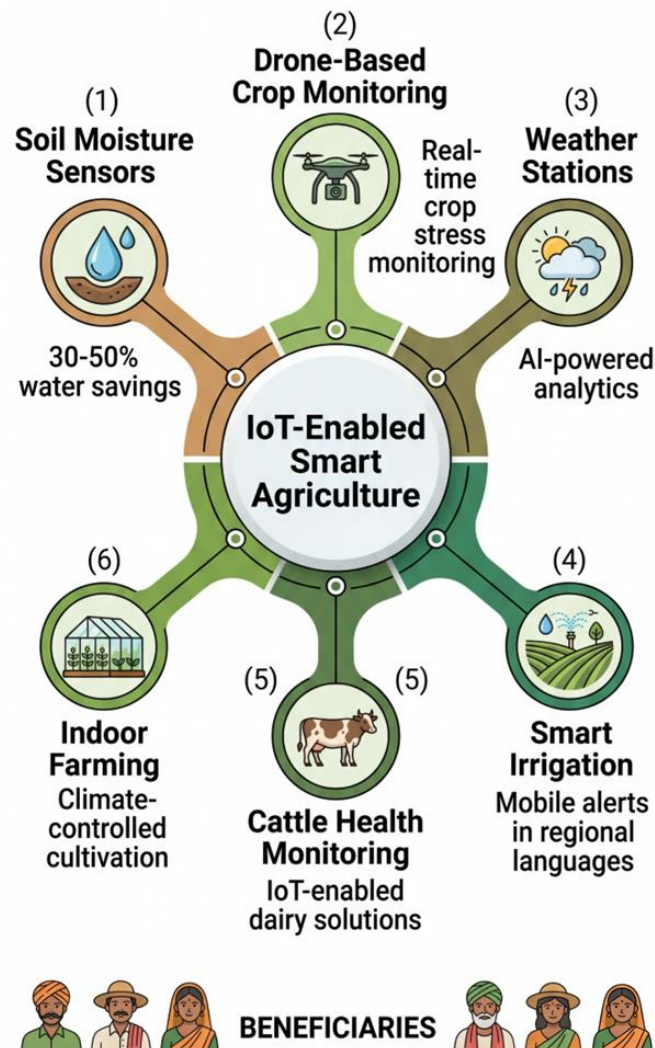 (1)
Soil Moisture
Sensors
30-50%
water savings
(2)
Drone-Based
Crop Monitoring
Real-
time
crop
stress
monitoring
(3)
Weather
Stations
AI-powered
analytics
IoT-Enabled
Smart
Agriculture
(4)
Smart
Irrigation
Mobile alerts
in regional
languages
(5)
(5)
Cattle Health
Monitoring
IoT-enabled
dairy solutions
(6)
Indoor
Farming
Climate-
controlled
cultivation
BENEFICIARIES